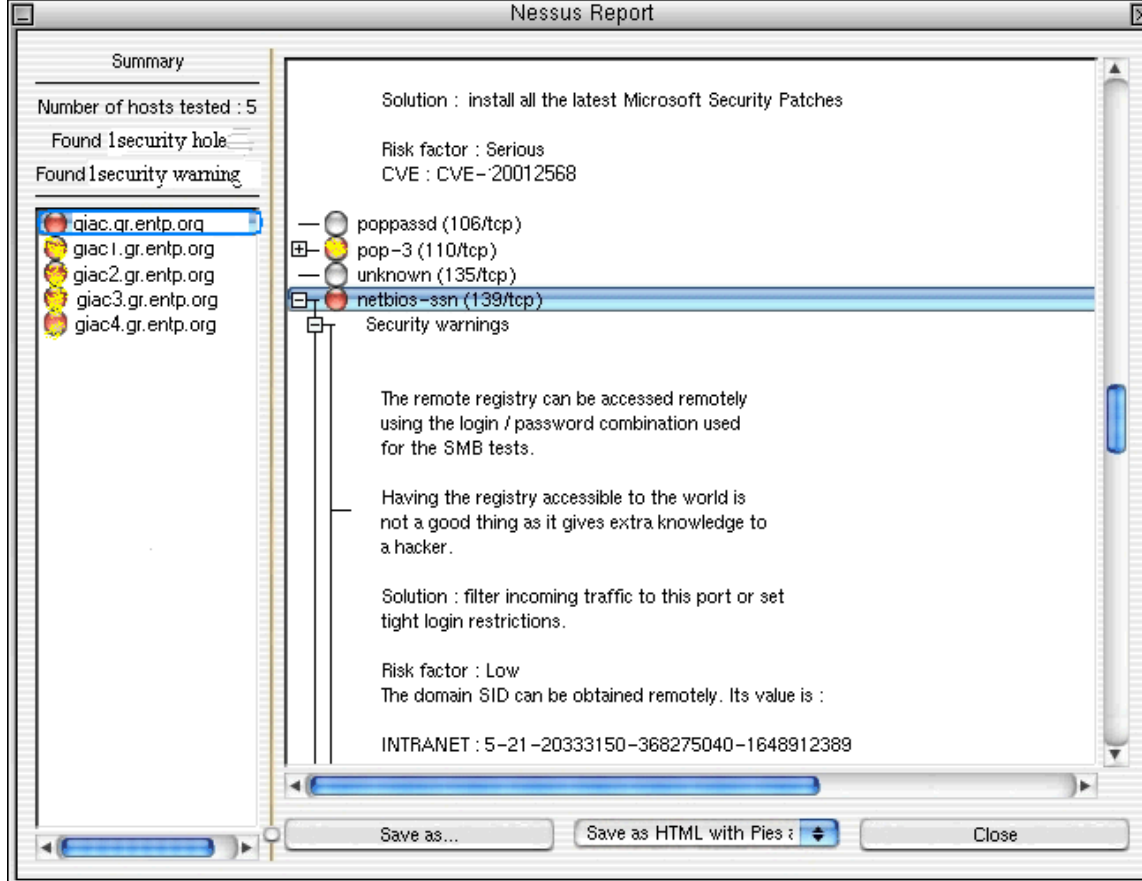 Nessus Report
Summary
Number of hosts tested : 5
Found 1security hole
Found 1security warning
giac.gr.entp.org
giac1.gr.entp.org
giac2.gr.entp.org
giac3.gr.entp.org
giac4.gr.entp.org
Solution : install all the latest Microsoft Security Patches
Risk factor : Serious
CVE : CVE-20012568
poppassd (106/tcp)
pop-3 (110/tcp)
unknown (135/tcp)
netbios-ssn (139/tcp)
Security warnings
The remote registry can be accessed remotely
using the login / password combination used
for the SMB tests.
Having the registry accessible to the world is
not a good thing as it gives extra knowledge to
a hacker.
Solution : filter incoming traffic to this port or set
tight login restrictions.
Risk factor : Low
The domain SID can be obtained remotely. Its value is :
INTRANET : 5-21-20333150-368275040-1648912389
Save as...
Save as HTML with Pies a
Close